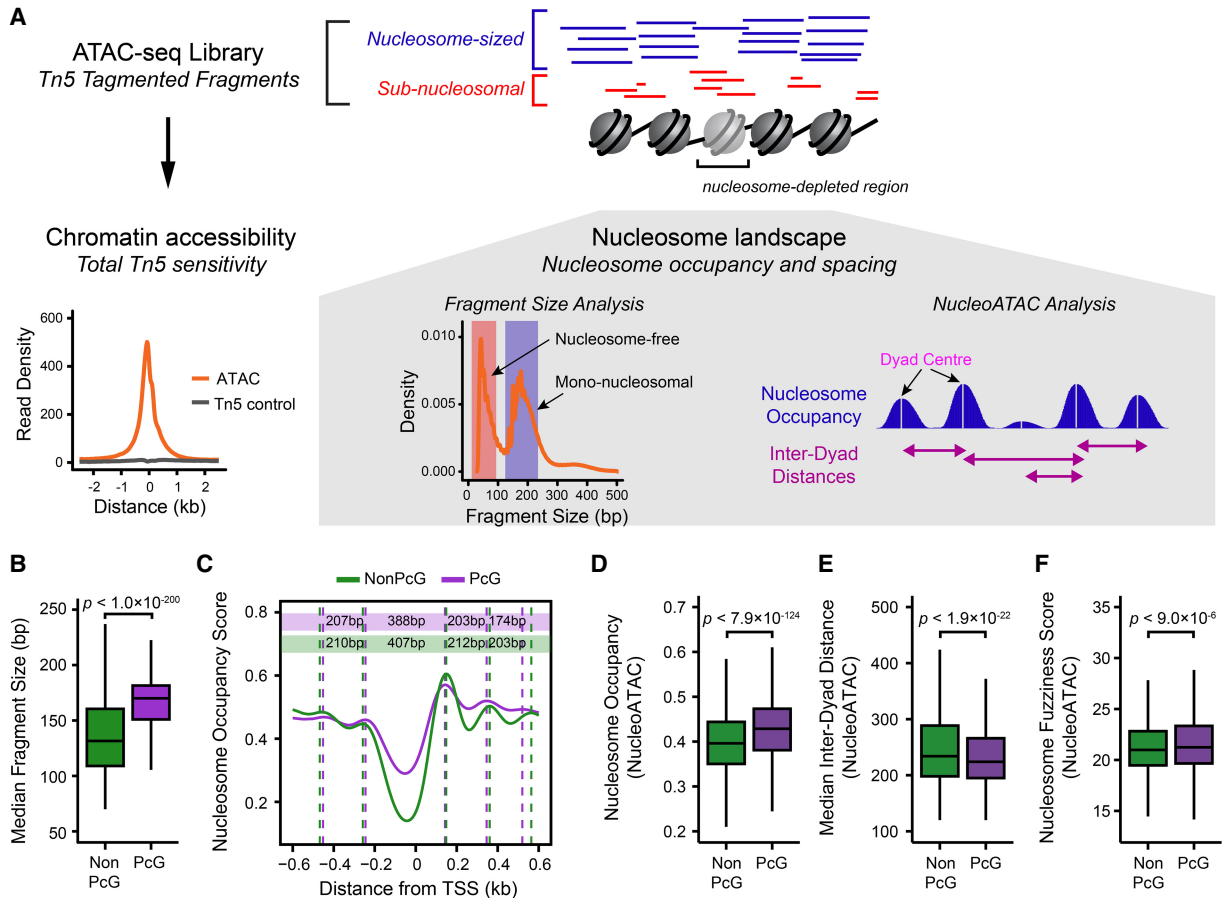 A
ATAC-seq Library
Tn5 Tagmented Fragments
Nucleosome-sized
Sub-nucleosomal
nucleosome-depleted region
Chromatin accessibility
Total Tn5 sensitivity
Nucleosome landscape
Nucleosome occupancy and spacing
Read Density
600
400
200
0
-2
-1
0
1
2
Distance (kb)
ATAC
Tn5 control
Fragment Size Analysis
Density
0.010
0.005
0.000
0
100
200
300
400
500
Fragment Size (bp)
Nucleosome-free
Mono-nucleosomal
NucleoATAC Analysis
Dyad Centre
Nucleosome
Occupancy
Inter-Dyad
Distances
B
Median Fragment Size (bp)
250
200
150
100
50
p < 1.0×10-200
Non
PcG
PcG
C
NonPcG
PcG
Nucleosome Occupancy Score
0.8
0.6
0.4
0.2
207bp
388bp
203bp
174bp
210bp
407bp
212bp
203bp
−0.6
−0.4
−0.2
0
0.2
0.4
0.6
Distance from TSS (kb)
D
Nucleosome Occupancy
(NucleoATAC)
0.7
0.6
0.5
0.4
0.3
0.2
p < 7.9×10-124
Non
PcG
PcG
E
Median Inter-Dyad Distance
(NucleoATAC)
500
400
300
200
100
p < 1.9×10-22
Non
PcG
PcG
F
Nucleosome Fuzziness Score
(NucleoATAC)
35
30
25
20
15
p < 9.0×10-6
Non
PcG
PcG